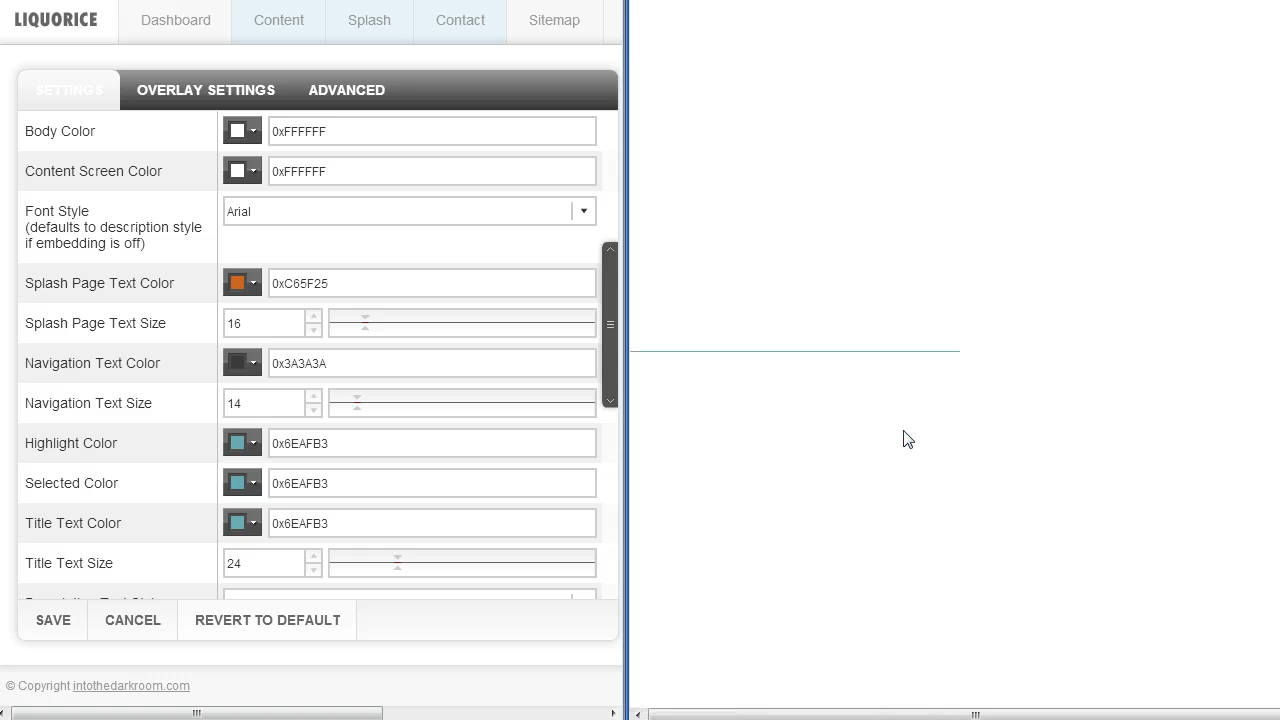 LIQUORICE
Dashboard
Content
Splash
Contact
Sitemap
SETTINGS
OVERLAY SETTINGS
ADVANCED
Body Color
0xFFFFFF
Content Screen Color
0xFFFFFF
Font Style
(defaults to description style
if embedding is off)
Arial
Splash Page Text Color
0xC65F25
Splash Page Text Size
16
Navigation Text Color
0x3A3A3A
Navigation Text Size
14
Highlight Color
0x6EAFB3
Selected Color
0x6EAFB3
Title Text Color
0x6EAFB3
Title Text Size
24
SAVE
CANCEL
REVERT TO DEFAULT
© Copyright intothedarkroom.com